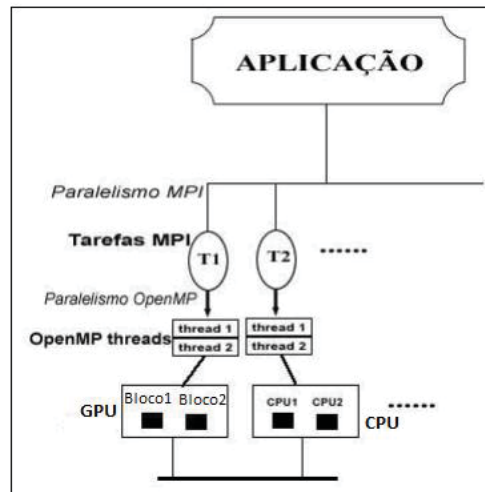 APLICAÇÃO
Paralelismo MPI
Tarefas MPI
T1 T2 ......
Paralelismo OpenMP
OpenMP threads
thread 1 thread 1
thread 2 thread 2
GPU
Bloco1 Bloco2
CPU1 CPU2 ......
CPU